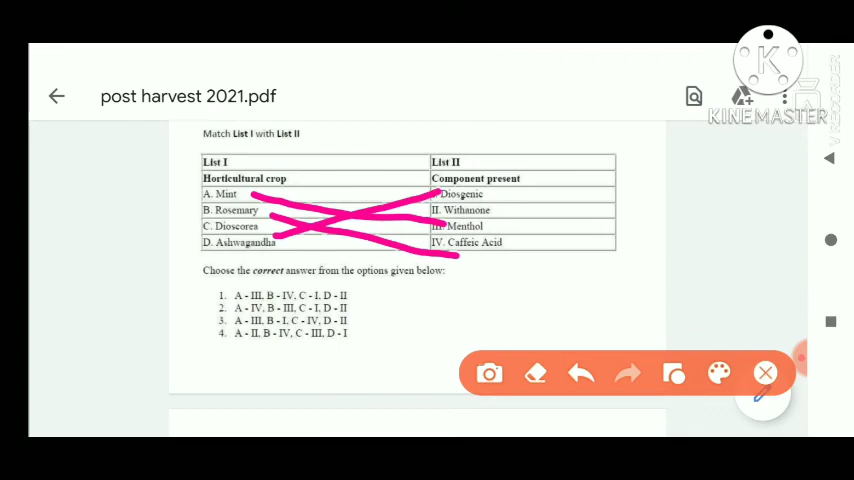 post harvest 2021.pdf
K
KINEMASTER
V RECORDER
Match List I with List II
List I List II
Horticultural crop Component present
A. Mint I. Diosgenic
B. Rosemary II. Withanone
C. Dioscorea III. Menthol
D. Ashwagandha IV. Caffeic Acid
Choose the correct answer from the options given below:
1. A - III, B - IV, C - I, D - II
2. A - IV, B - III, C - I, D - II
3. A - III, B - I, C - IV, D - II
4. A - II, B - IV, C - III, D - I